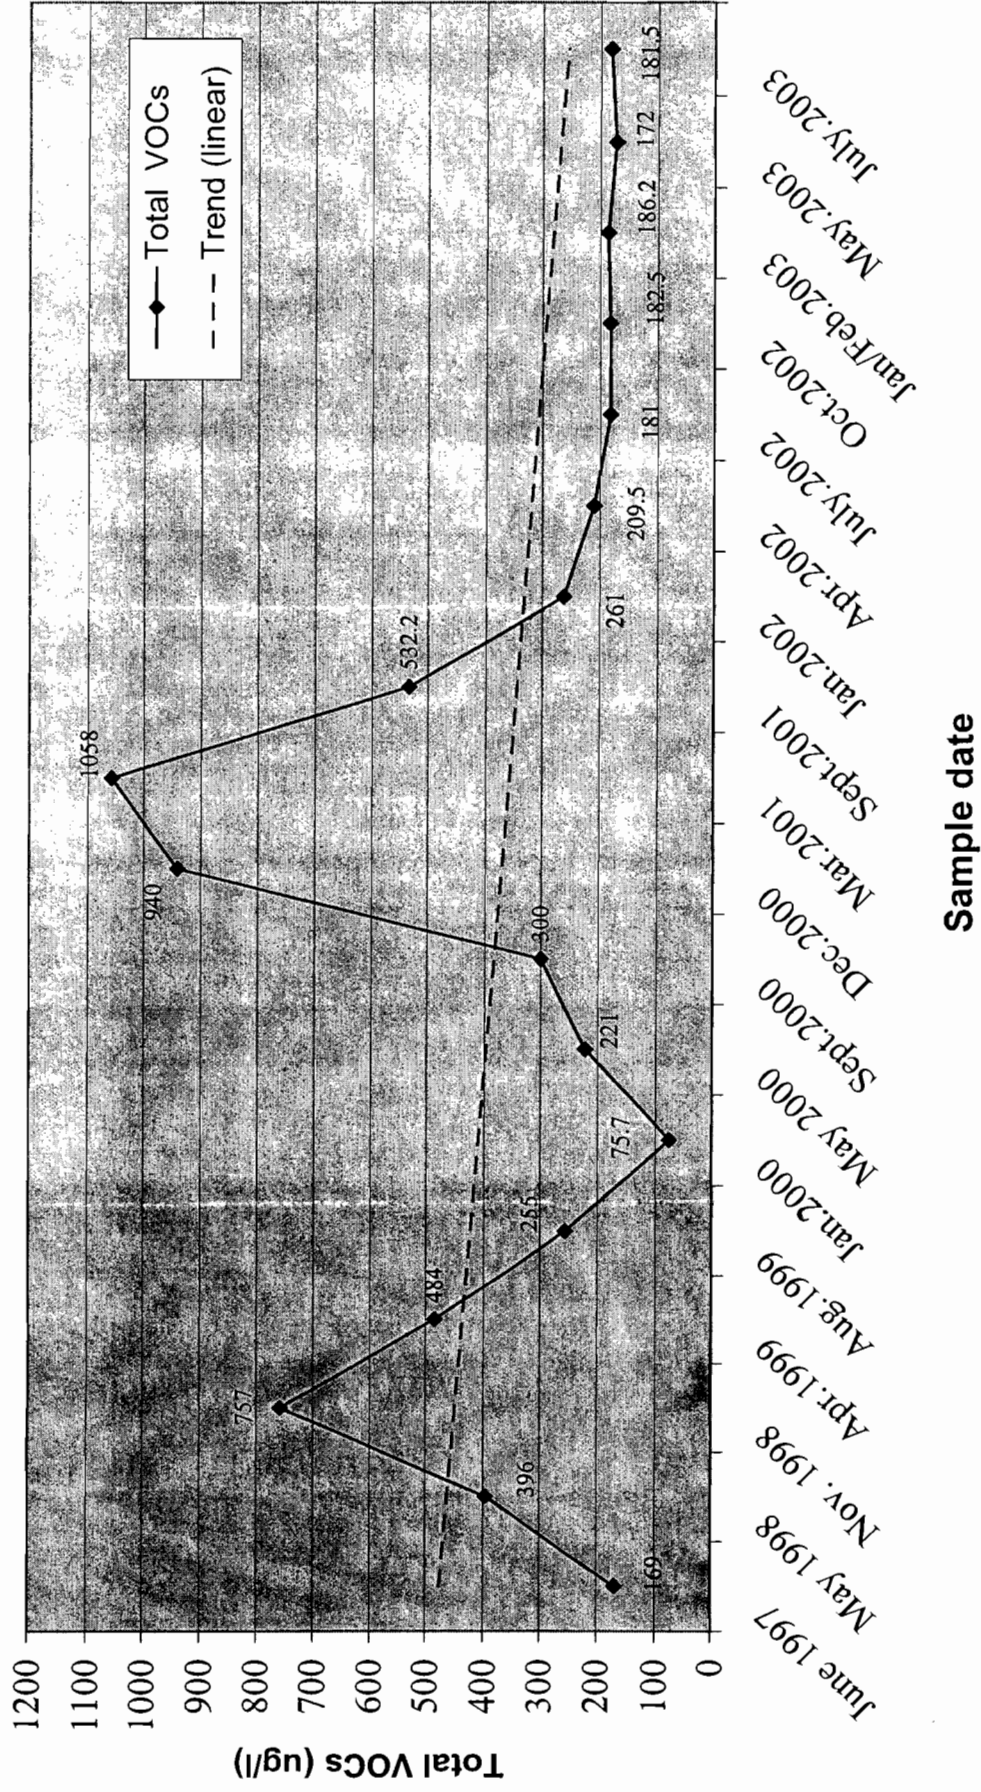 Total VOCs (ug/l)
1200
1100
1000
900
800
700
600
500
400
300
200
100
0
Total VOCs
Trend (linear)
169
396
757
484
255
75.7
221
300
940
1058
532.2
261
209.5
181
182.5
186.2
172
181.5
June 1997
May 1998
Nov. 1998
Apr.1999
Aug.1999
Jan.2000
May 2000
Sept.2000
Dec.2000
Mar.2001
Sept.2001
Jan.2002
Apr.2002
July.2002
Oct.2002
Jan/Feb.2003
May.2003
July.2003
Sample date